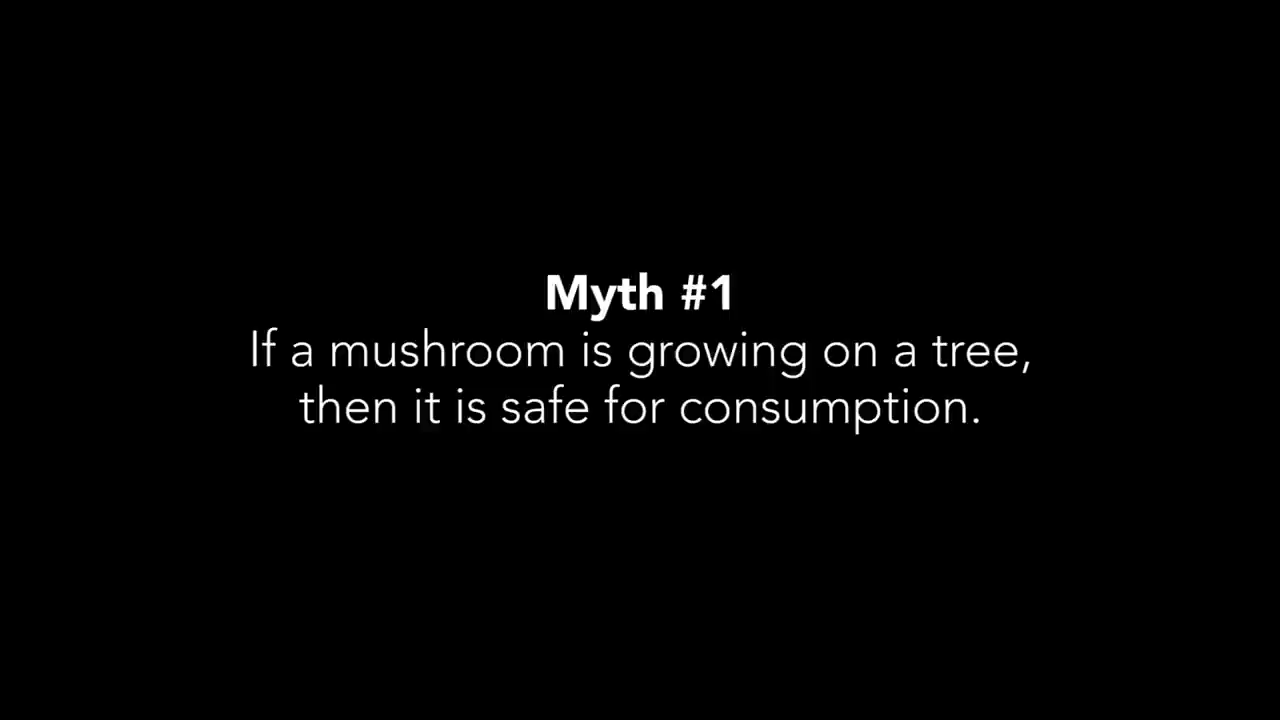 Myth #1
If a mushroom is growing on a tree,
then it is safe for consumption.